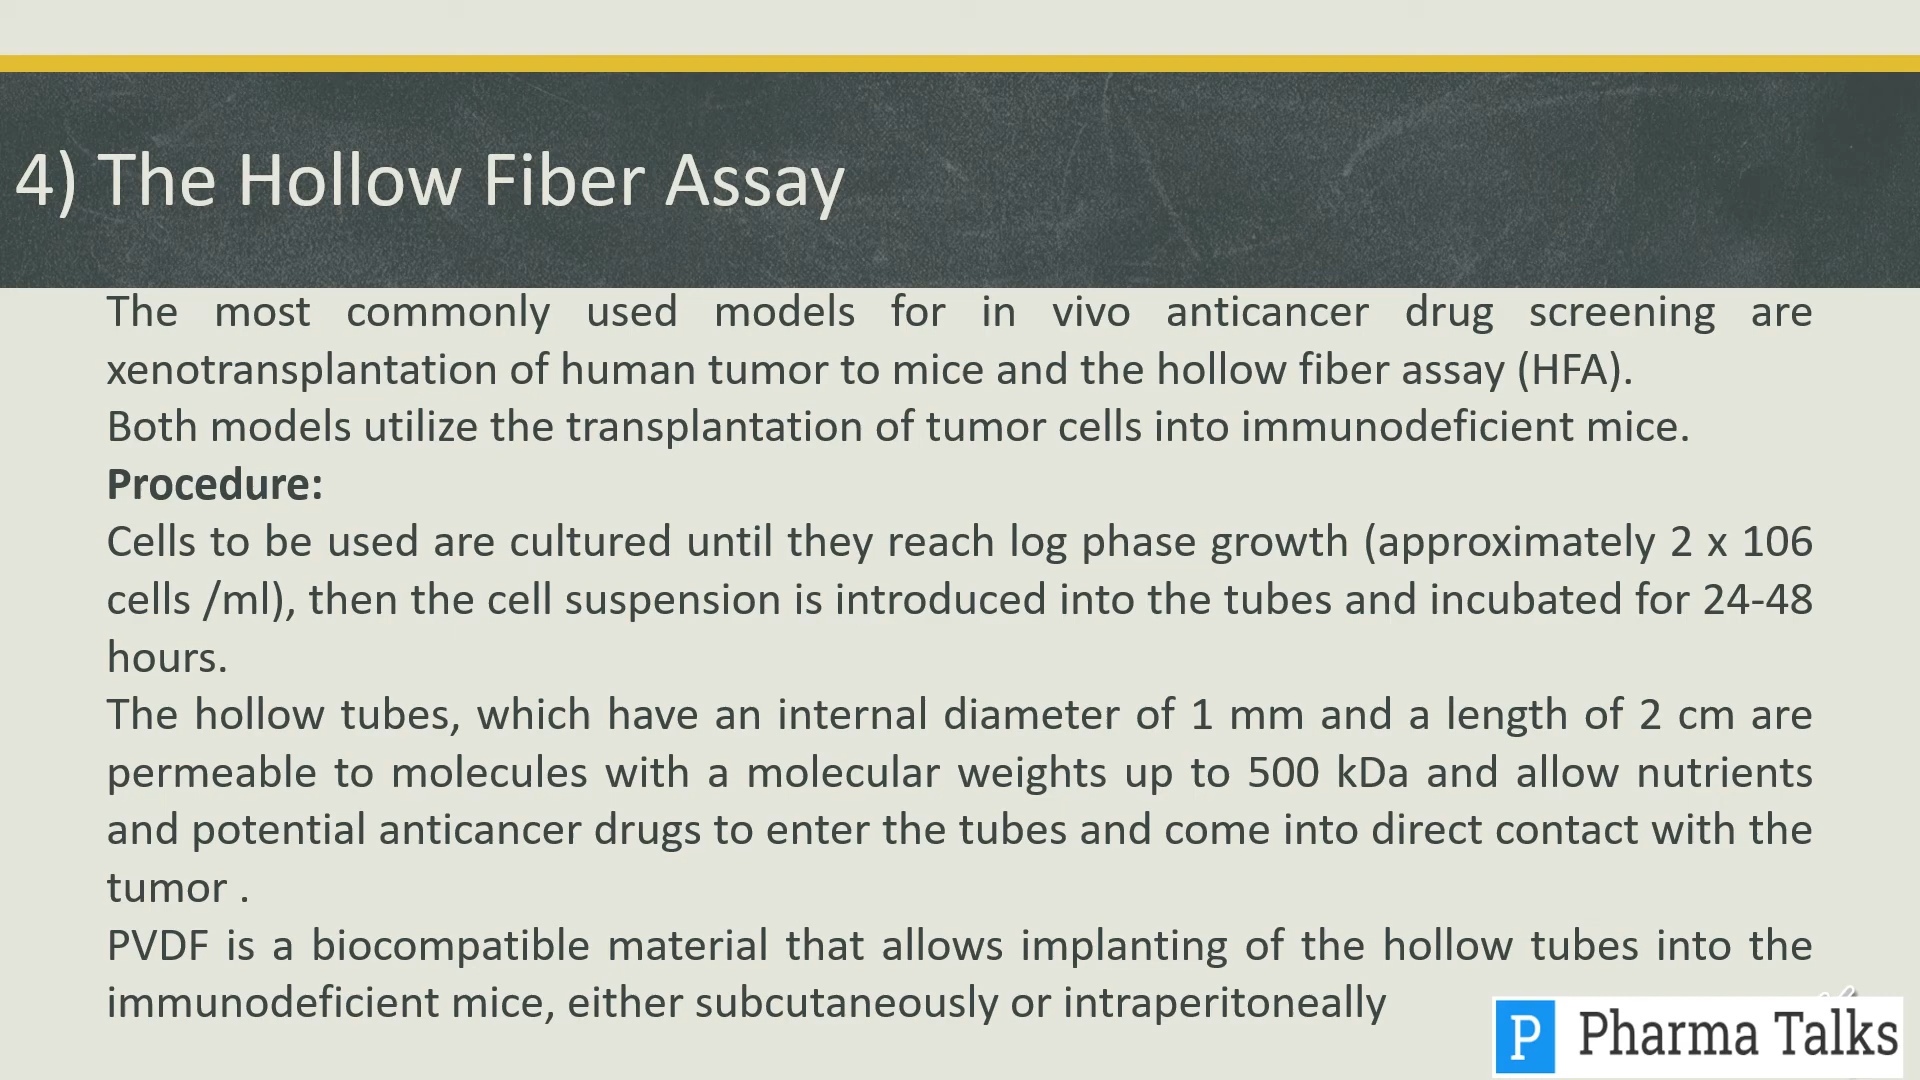 4) The Hollow Fiber Assay
The most commonly used models for in vivo anticancer drug screening are
xenotransplantation of human tumor to mice and the hollow fiber assay (HFA).
Both models utilize the transplantation of tumor cells into immunodeficient mice.
Procedure:
Cells to be used are cultured until they reach log phase growth (approximately 2 x 106
cells /ml), then the cell suspension is introduced into the tubes and incubated for 24-48
hours.
The hollow tubes, which have an internal diameter of 1 mm and a length of 2 cm are
permeable to molecules with a molecular weights up to 500 kDa and allow nutrients
and potential anticancer drugs to enter the tubes and come into direct contact with the
tumor .
PVDF is a biocompatible material that allows implanting of the hollow tubes into the
immunodeficient mice, either subcutaneously or intraperitoneally
P Pharma Talks